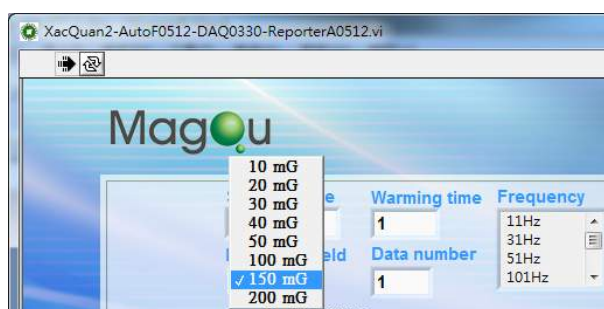 XacQuan2-AutoF0512-DAQ0330-ReporterA0512.vi
MagQu
10 mG
20 mG
30 mG
40 mG
50 mG
100 mG
✓150 mG
200 mG
Warming time
1
Data number
1
Frequency
11Hz
31Hz
51Hz
101Hz